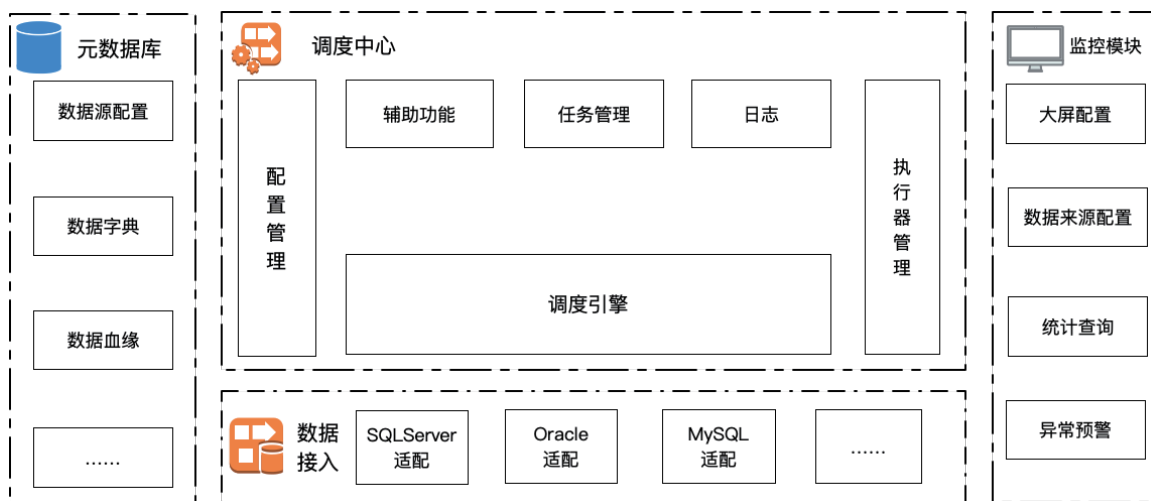 元数据库
数据源配置
数据字典
数据血缘
......
调度中心
配置管理
辅助功能
任务管理
日志
调度引擎
执行器管理
数据
接入
SQLServer
适配
Oracle
适配
MySQL
适配
......
监控模块
大屏配置
数据来源配置
统计查询
异常预警